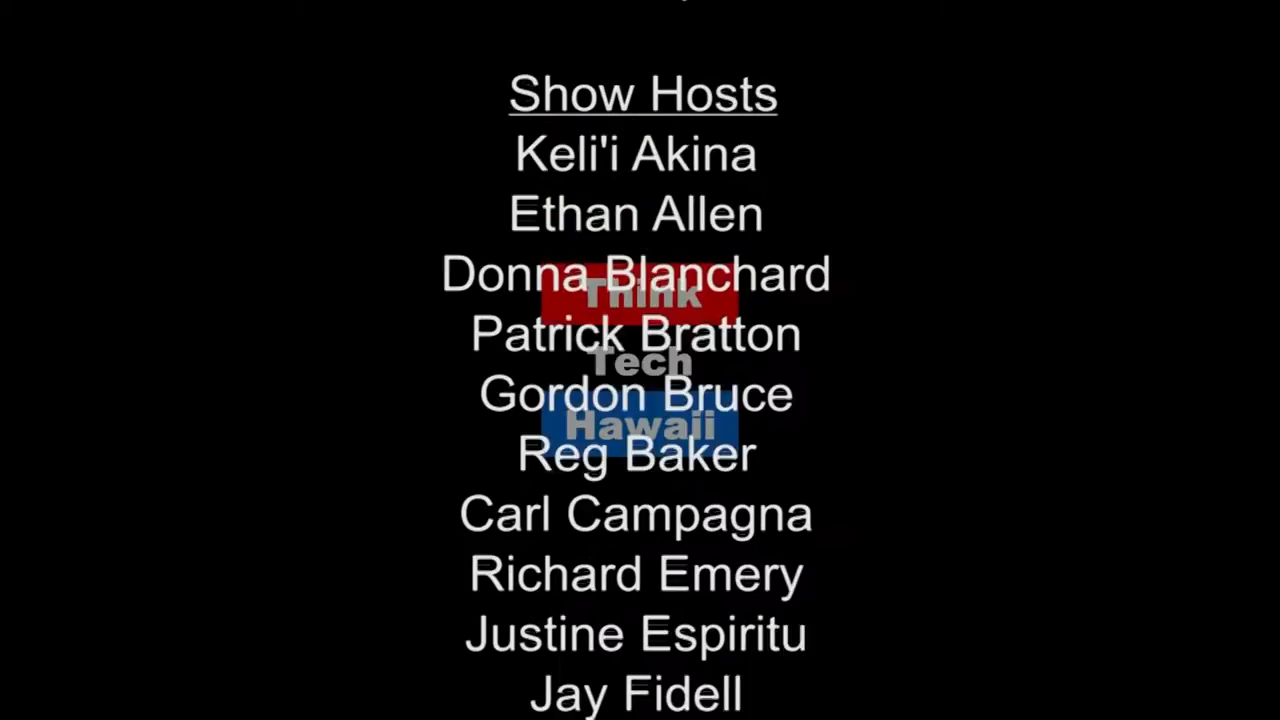 Show Hosts
Keli'i Akina
Ethan Allen
Donna Blanchard
Think
Patrick Bratton
Tech
Gordon Bruce
Hawaii
Reg Baker
Carl Campagna
Richard Emery
Justine Espiritu
Jay Fidell